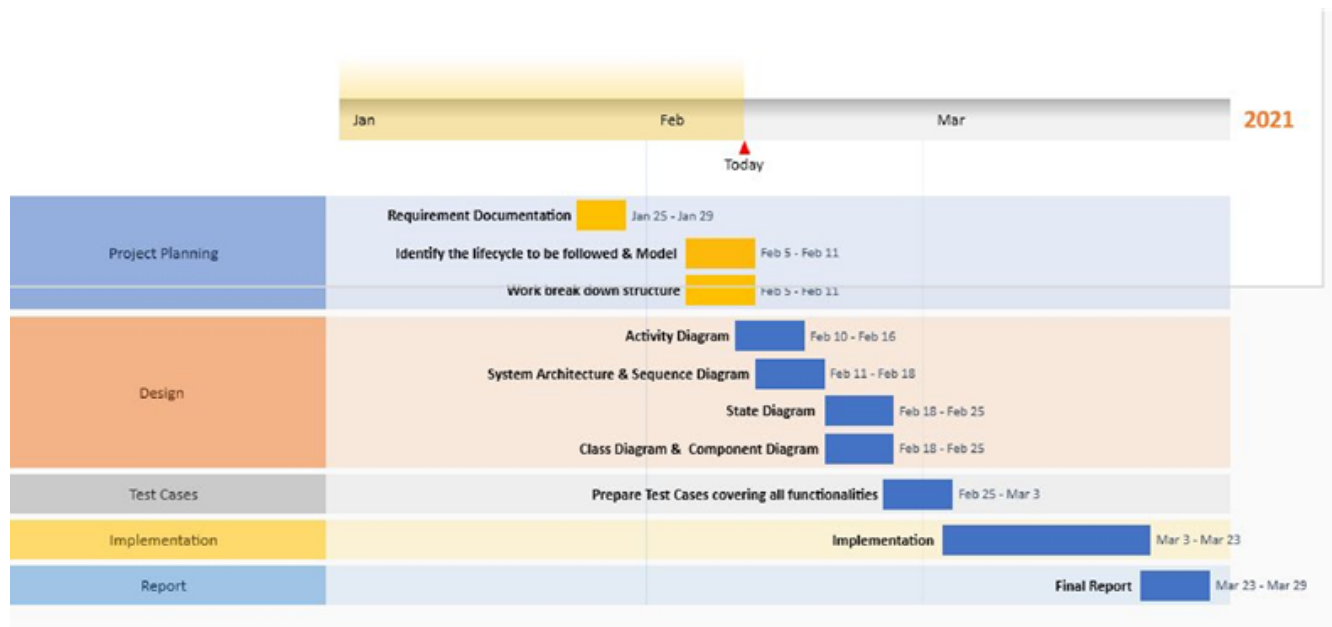 Jan Feb Mar 2021
Today
Requirement Documentation Jan 25 - Jan 29
Project Planning Identify the lifecycle to be followed & Model Feb 5 - Feb 11
Work break down structure Feb 5 - Feb 11
Activity Diagram Feb 10 - Feb 16
System Architecture & Sequence Diagram Feb 11 - Feb 18
Design
State Diagram Feb 18 - Feb 25
Class Diagram & Component Diagram Feb 18 - Feb 25
Test Cases Prepare Test Cases covering all functionalities Feb 25 - Mar 3
Implementation Implementation Mar 3 - Mar 23
Report Final Report Mar 23 - Mar 29